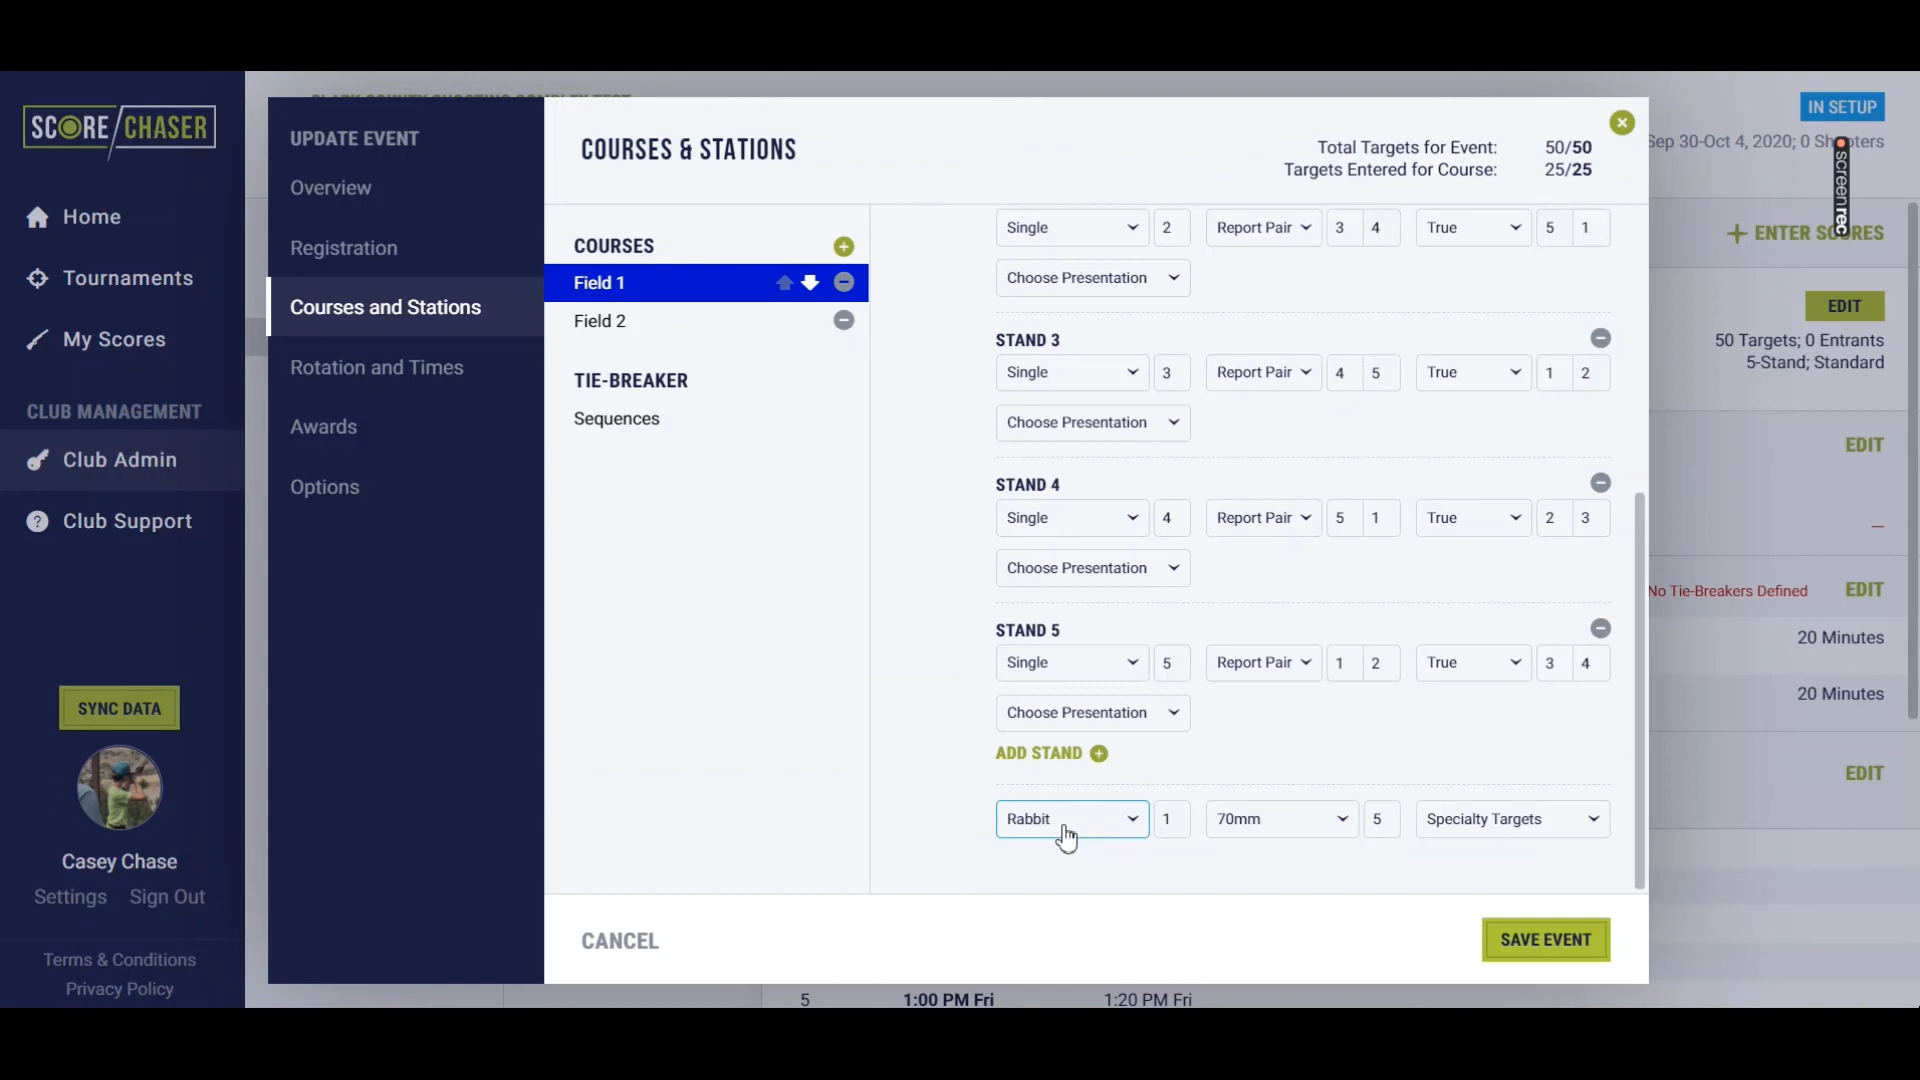 SCORE/CHASER
Home
Tournaments
My Scores
CLUB MANAGEMENT
Club Admin
Club Support
SYNC DATA
Casey Chase
Settings Sign Out
Terms & Conditions
Privacy Policy
UPDATE EVENT
Overview
Registration
Courses and Stations
Rotation and Times
Awards
Options
COURSES & STATIONS
Total Targets for Event: 50/50
Targets Entered for Course: 25/25
COURSES
Field 1
Field 2
TIE-BREAKER
Sequences
Single 2 Report Pair 3 4 True 5 1
Choose Presentation
STAND 3
Single 3 Report Pair 4 5 True 1 2
Choose Presentation
STAND 4
Single 4 Report Pair 5 1 True 2 3
Choose Presentation
STAND 5
Single 5 Report Pair 1 2 True 3 4
Choose Presentation
ADD STAND
Rabbit 1 70mm 5 Specialty Targets
CANCEL
SAVE EVENT
IN SETUP
Sep 30-Oct 4, 2020; 0 Shooters
screenrec
ENTER SCORES
EDIT
50 Targets; 0 Entrants
5-Stand; Standard
EDIT
No Tie-Breakers Defined EDIT
20 Minutes
20 Minutes
EDIT
5 1:00 PM Fri 1:20 PM Fri